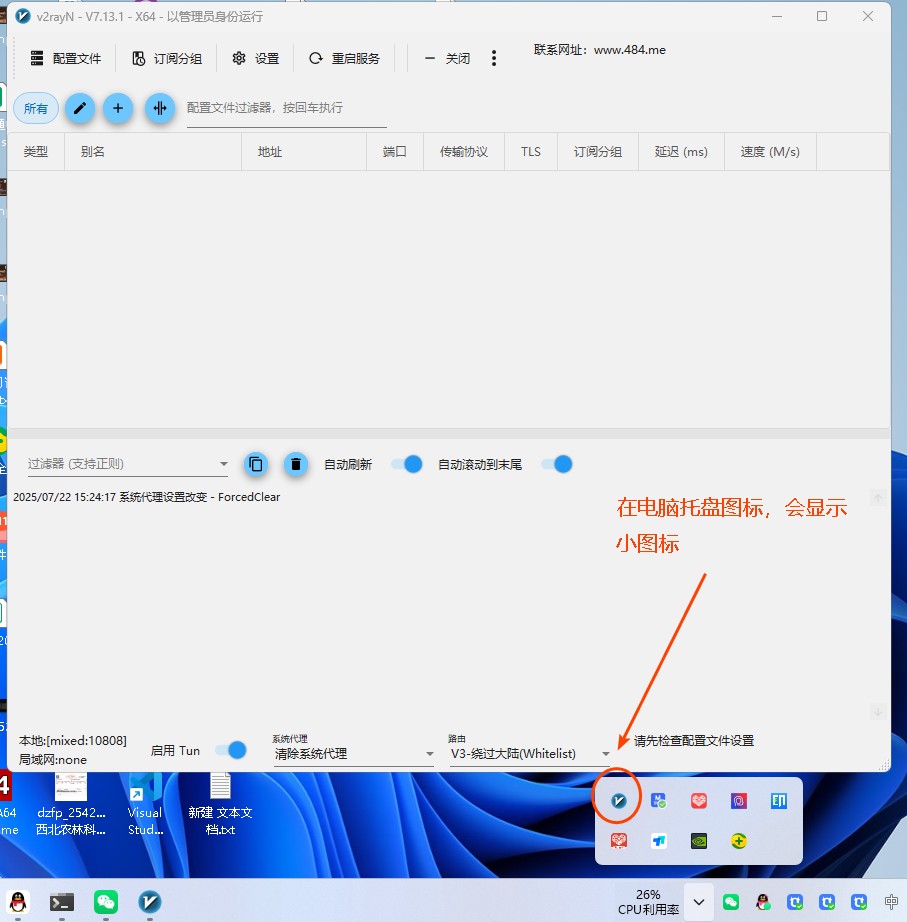 v2rayN - V7.13.1 - X64 - 以管理员身份运行
配置文件 订阅分组 设置 重启服务 关闭 联系网址：www.484.me
所有 配置文件过滤器，按回车执行
类型 别名 地址 端口 传输协议 TLS 订阅分组 延迟 (ms) 速度 (M/s)
过滤器 (支持正则) 自动刷新 自动滚动到末尾
2025/07/22 15:24:17 系统代理设置改变 - ForcedClear
在电脑托盘图标，会显示
小图标
本地:[mixed:10808]
局域网:none
启用 Tun
系统代理
清除系统代理
路由
V3-绕过大陆(Whitelist)
请先检查配置文件设置
dzfp_2542...
西北农林科...
Visual
Stud...
新建 文本文
档.txt
26%
CPU利用率
中